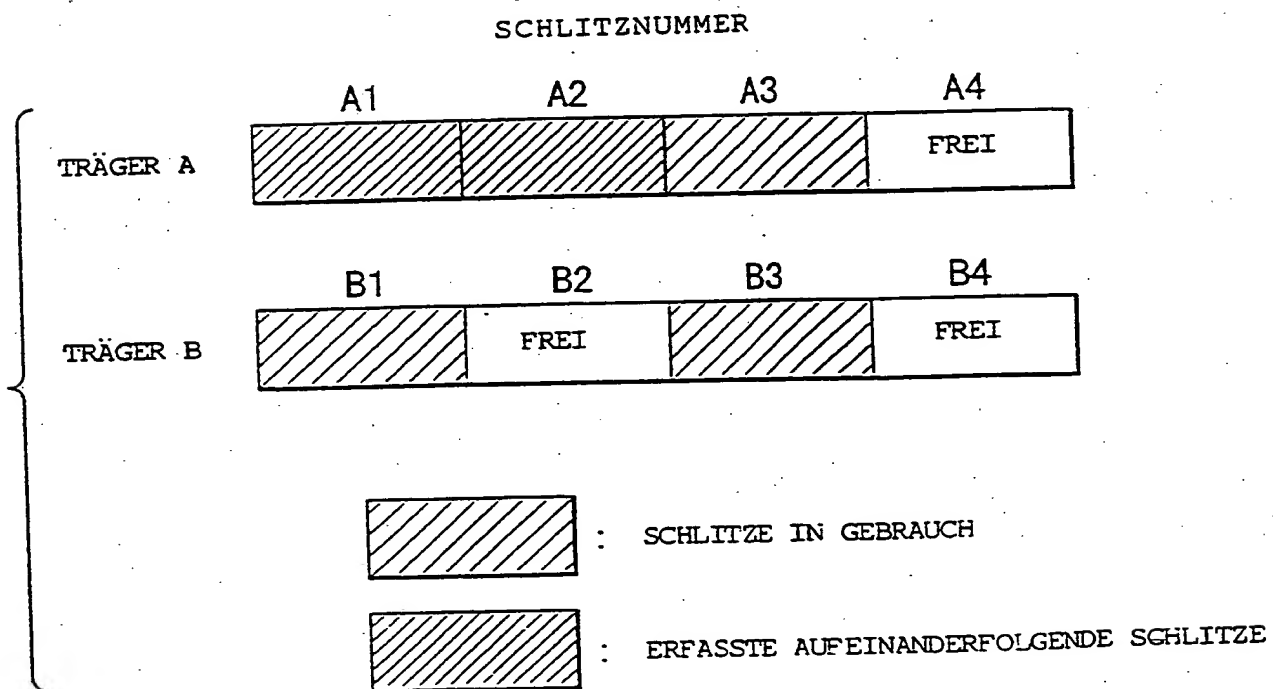 SCHLITZNUMMER
A1 A2 A3 A4
TRÄGER A FREI
B1 B2 B3 B4
TRÄGER B FREI FREI
: SCHLITZE IN GEBRAUCH
: ERFASSTE AUFEINANDERFOLGENDE SCHLITZE